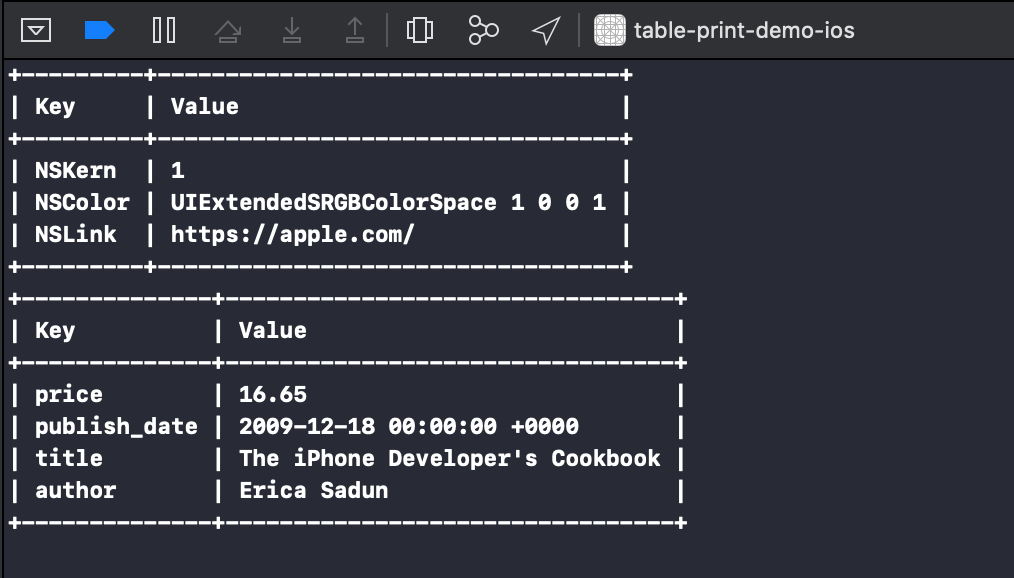 table-print-demo-ios
+---------+----------------------------------+
| Key     | Value                            |
+---------+----------------------------------+
| NSKern  | 1                                |
| NSColor | UIExtendedSRGBColorSpace 1 0 0 1 |
| NSLink  | https://apple.com/               |
+---------+----------------------------------+
+--------------+---------------------------------+
| Key          | Value                           |
+--------------+---------------------------------+
| price        | 16.65                           |
| publish_date | 2009-12-18 00:00:00 +0000       |
| title        | The iPhone Developer's Cookbook |
| author       | Erica Sadun                     |
+--------------+---------------------------------+